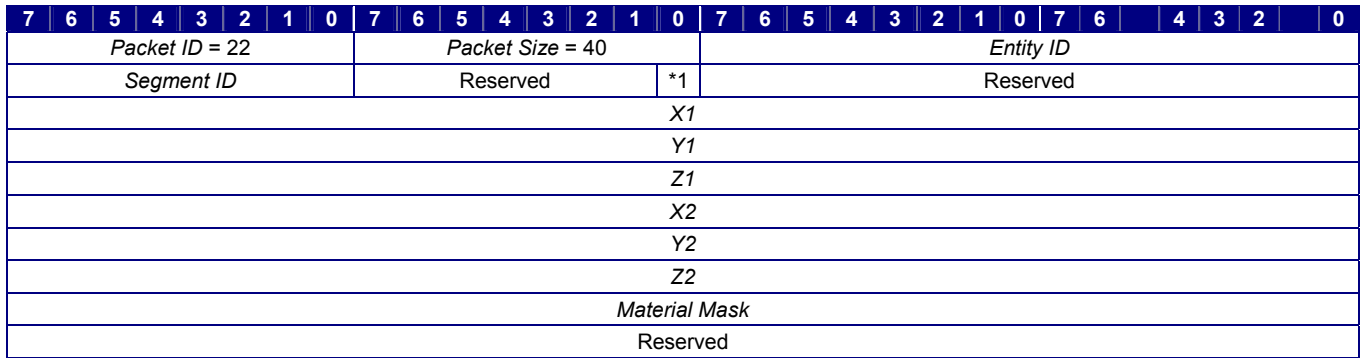 7 6 5 4 3 2 1 0 7 6 5 4 3 2 1 0 7 6 5 4 3 2 1 0 7 6 4 3 2 0
Packet ID = 22 Packet Size = 40 Entity ID
Segment ID Reserved *1 Reserved
X1
Y1
Z1
X2
Y2
Z2
Material Mask
Reserved